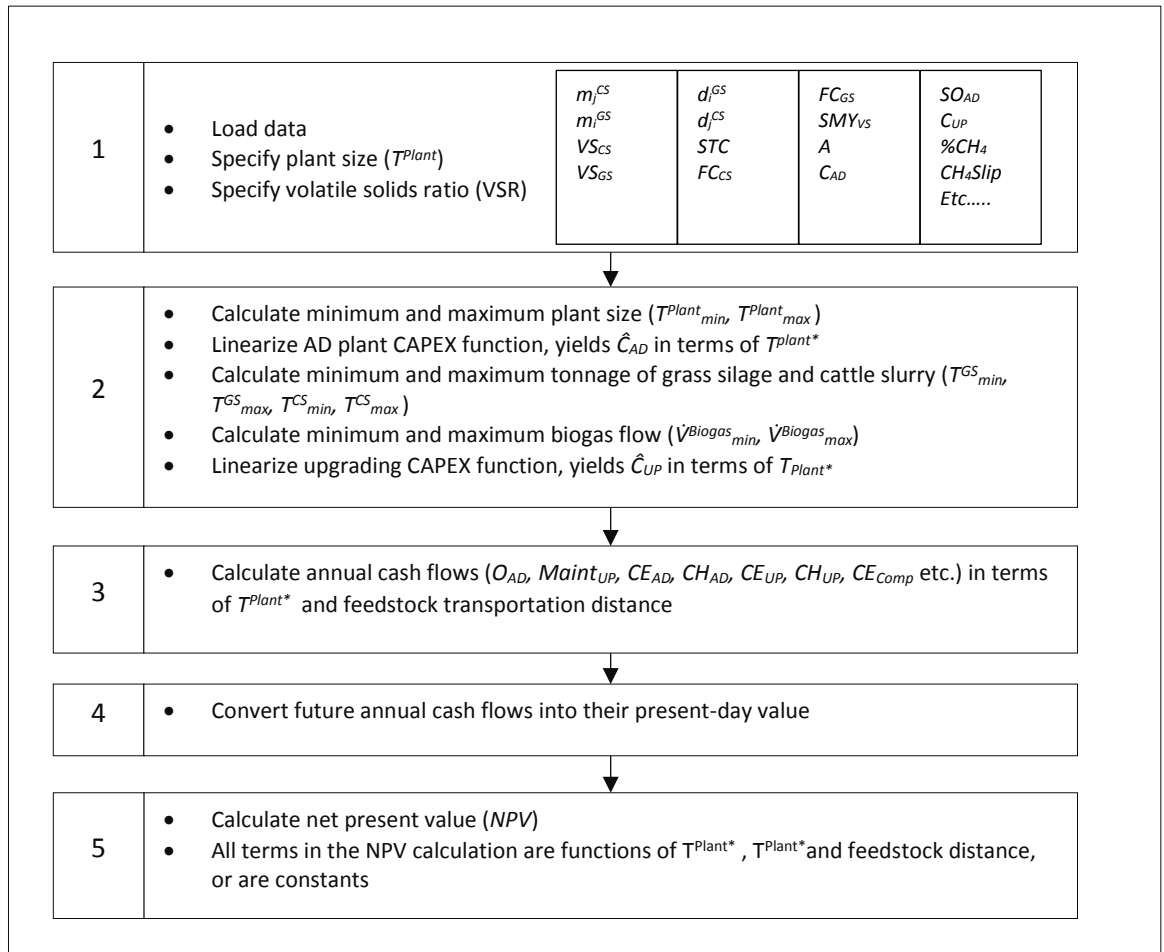 1
• Load data
• Specify plant size (T^Plant)
• Specify volatile solids ratio (VSR)
m_j^CS
m_i^GS
VS_CS
VS_GS
d_i^GS
d_j^CS
STC
FC_CS
FC_GS
SMY_VS
A
C_AD
SO_AD
C_UP
%CH_4
CH_4Slip
Etc.....
2
• Calculate minimum and maximum plant size (T^Plant_min, T^Plant_max )
• Linearize AD plant CAPEX function, yields Ĉ_AD in terms of T^plant*
• Calculate minimum and maximum tonnage of grass silage and cattle slurry (T^GS_min,
T^GS_max, T^CS_min, T^CS_max )
• Calculate minimum and maximum biogas flow (V̇^Biogas_min, V̇^Biogas_max)
• Linearize upgrading CAPEX function, yields Ĉ_UP in terms of T_Plant*
3
• Calculate annual cash flows (O_AD, Maint_UP, CE_AD, CH_AD, CE_UP, CH_UP, CE_Comp etc.) in terms
of T^Plant* and feedstock transportation distance
4
• Convert future annual cash flows into their present-day value
5
• Calculate net present value (NPV)
• All terms in the NPV calculation are functions of T^Plant* , T^Plant*and feedstock distance,
or are constants